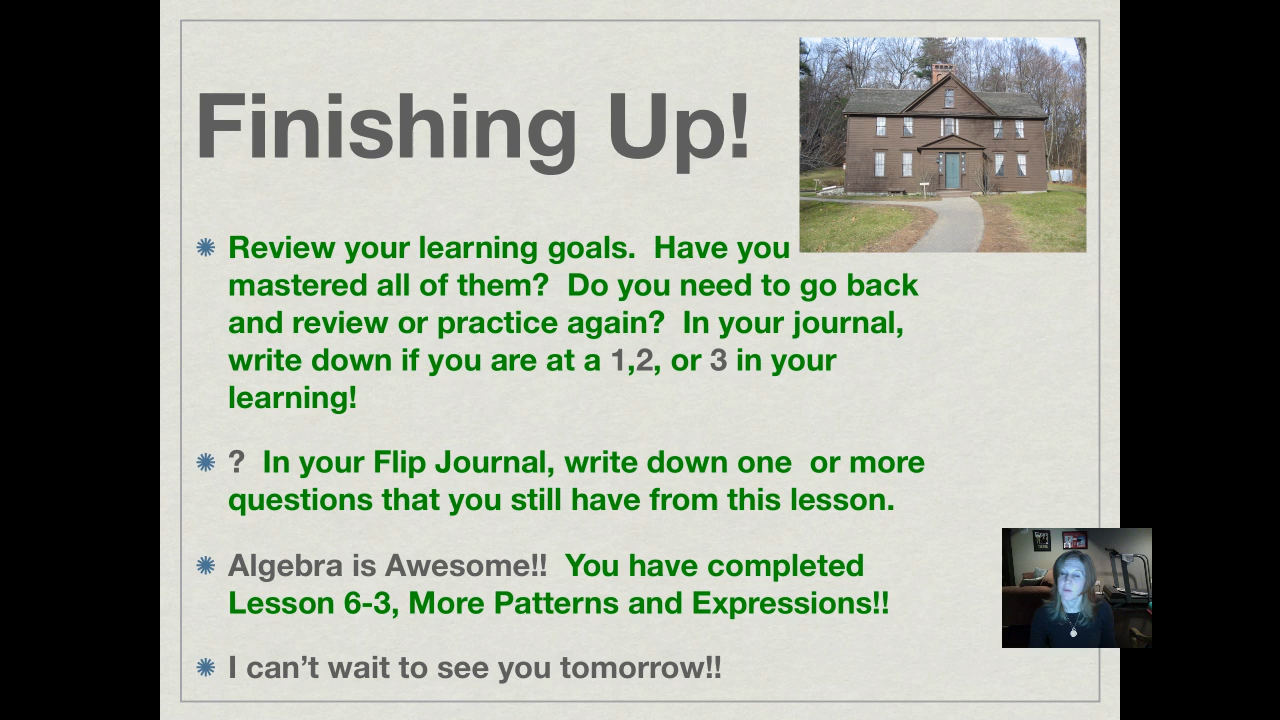 Finishing Up!
Review your learning goals.  Have you
mastered all of them?  Do you need to go back
and review or practice again?  In your journal,
write down if you are at a 1,2, or 3 in your
learning!
?  In your Flip Journal, write down one  or more
questions that you still have from this lesson.
Algebra is Awesome!!  You have completed
Lesson 6-3, More Patterns and Expressions!!
I can’t wait to see you tomorrow!!